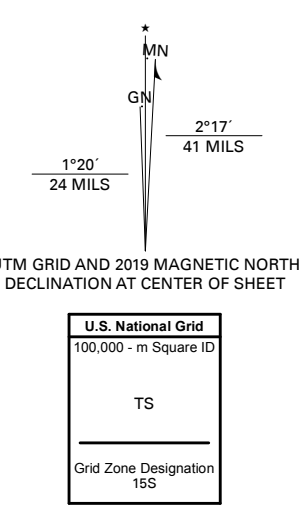 ★
MN
GN
2°17´
41 MILS
1°20´
24 MILS
UTM GRID AND 2019 MAGNETIC NORTH
DECLINATION AT CENTER OF SHEET
U.S. National Grid
100,000 - m Square ID
TS
Grid Zone Designation
15S